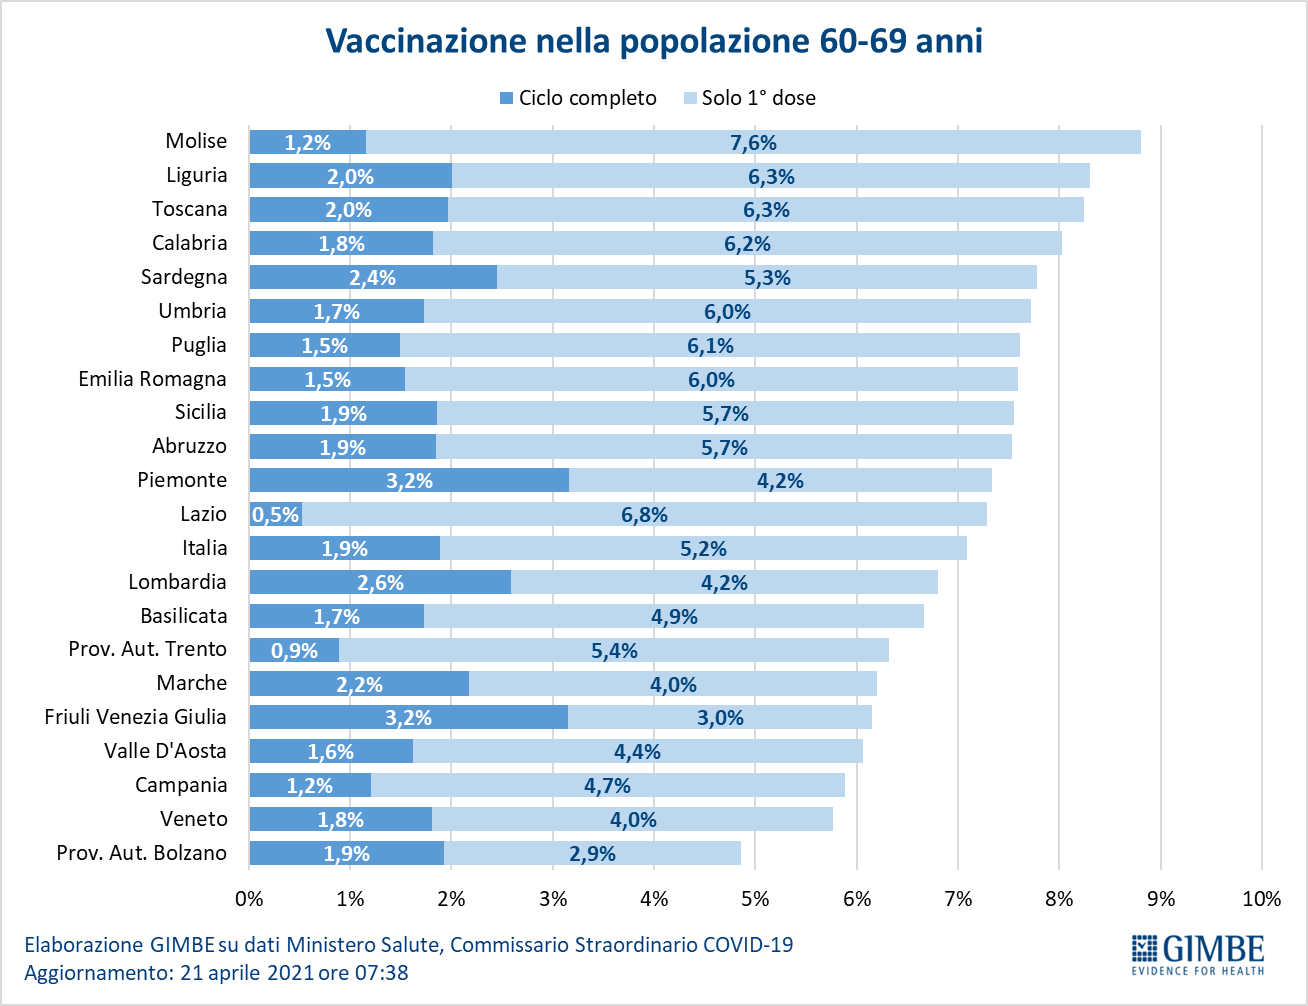 Vaccinazione nella popolazione 60-69 anni
Ciclo completo Solo 1° dose
Molise 1,2% 7,6%
Liguria 2,0% 6,3%
Toscana 2,0% 6,3%
Calabria 1,8% 6,2%
Sardegna 2,4% 5,3%
Umbria 1,7% 6,0%
Puglia 1,5% 6,1%
Emilia Romagna 1,5% 6,0%
Sicilia 1,9% 5,7%
Abruzzo 1,9% 5,7%
Piemonte 3,2% 4,2%
Lazio 0,5% 6,8%
Italia 1,9% 5,2%
Lombardia 2,6% 4,2%
Basilicata 1,7% 4,9%
Prov. Aut. Trento 0,9% 5,4%
Marche 2,2% 4,0%
Friuli Venezia Giulia 3,2% 3,0%
Valle D'Aosta 1,6% 4,4%
Campania 1,2% 4,7%
Veneto 1,8% 4,0%
Prov. Aut. Bolzano 1,9% 2,9%
0% 1% 2% 3% 4% 5% 6% 7% 8% 9% 10%
Elaborazione GIMBE su dati Ministero Salute, Commissario Straordinario COVID-19
Aggiornamento: 21 aprile 2021 ore 07:38
GIMBE
EVIDENCE FOR HEALTH